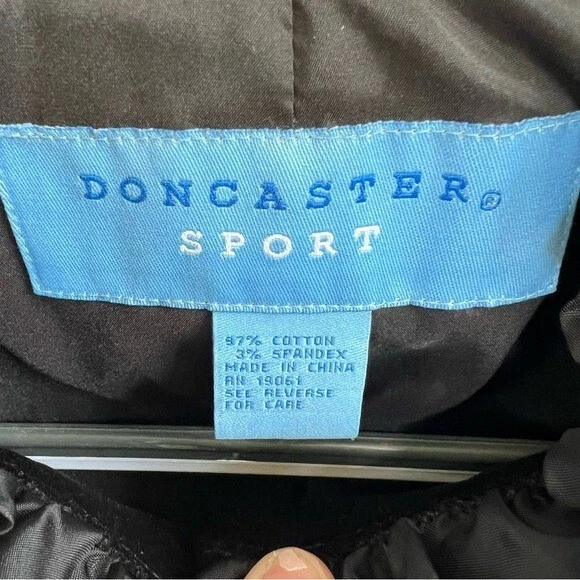 DONCASTER®
SPORT
97% COTTON
3% SPANDEX
MADE IN CHINA
RN 19061
SEE REVERSE
FOR CARE